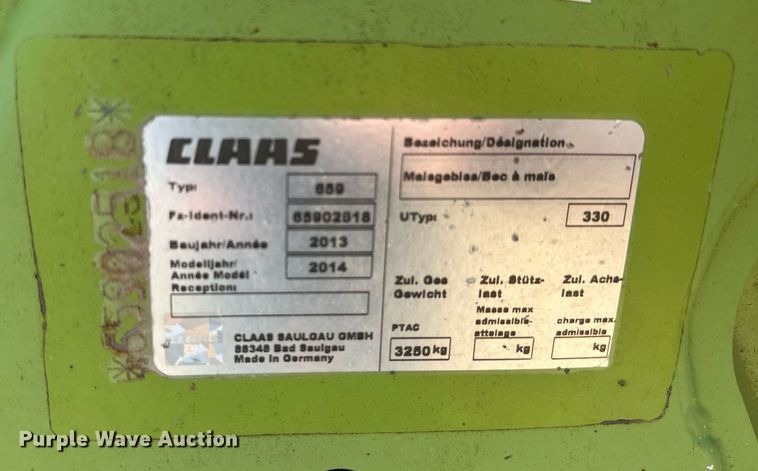 *65902518*
CLAAS
Typ: 659
Fz-Ident-Nr.: 65902518
Baujahr/Année 2013
Modelljahr/
Année Modèl 2014
Reception:
CLAAS SAULGAU GMBH
88348 Bad Saulgau
Made in Germany
Bezeichung/Désignation
Maisgebiss/Bec à maïs
UTyp: 330
Zul. Ges
Gewicht
Zul. Stütz-
last
Zul. Achs-
last
PTAC
Masse max
admissible-
attelage
charge max.
admissible
3250 kg
kg
kg
Purple Wave Auction